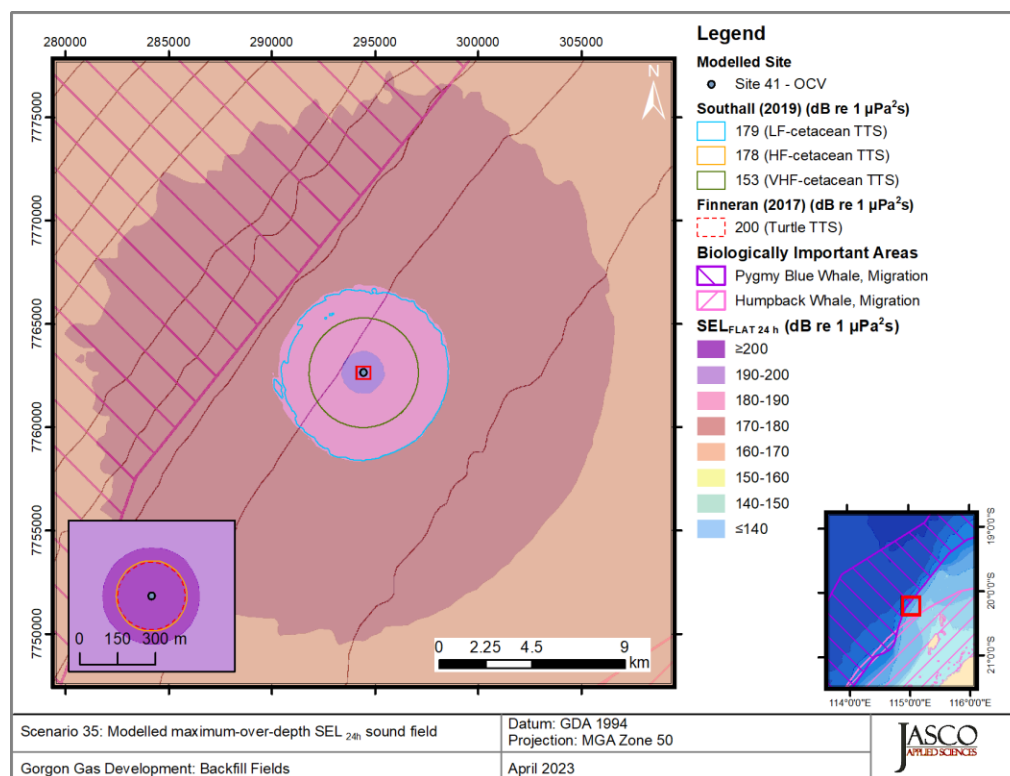 280000 285000 290000 295000 300000 305000
7775000
7770000
7765000
7760000
7755000
7750000
N
0 150 300 m
0 2.25 4.5 9
km
Legend
Modelled Site
Site 41 - OCV
Southall (2019) (dB re 1 µPa²s)
179 (LF-cetacean TTS)
178 (HF-cetacean TTS)
153 (VHF-cetacean TTS)
Finneran (2017) (dB re 1 µPa²s)
200 (Turtle TTS)
Biologically Important Areas
Pygmy Blue Whale, Migration
Humpback Whale, Migration
SEL FLAT 24 h (dB re 1 µPa²s)
≥200
190-200
180-190
170-180
160-170
150-160
140-150
≤140
19°0'0"S
20°0'0"S
21°0'0"S
114°0'0"E 115°0'0"E 116°0'0"E
Scenario 35: Modelled maximum-over-depth SEL 24h sound field
Datum: GDA 1994
Projection: MGA Zone 50
Gorgon Gas Development: Backfill Fields
April 2023
JASCO
APPLIED SCIENCES